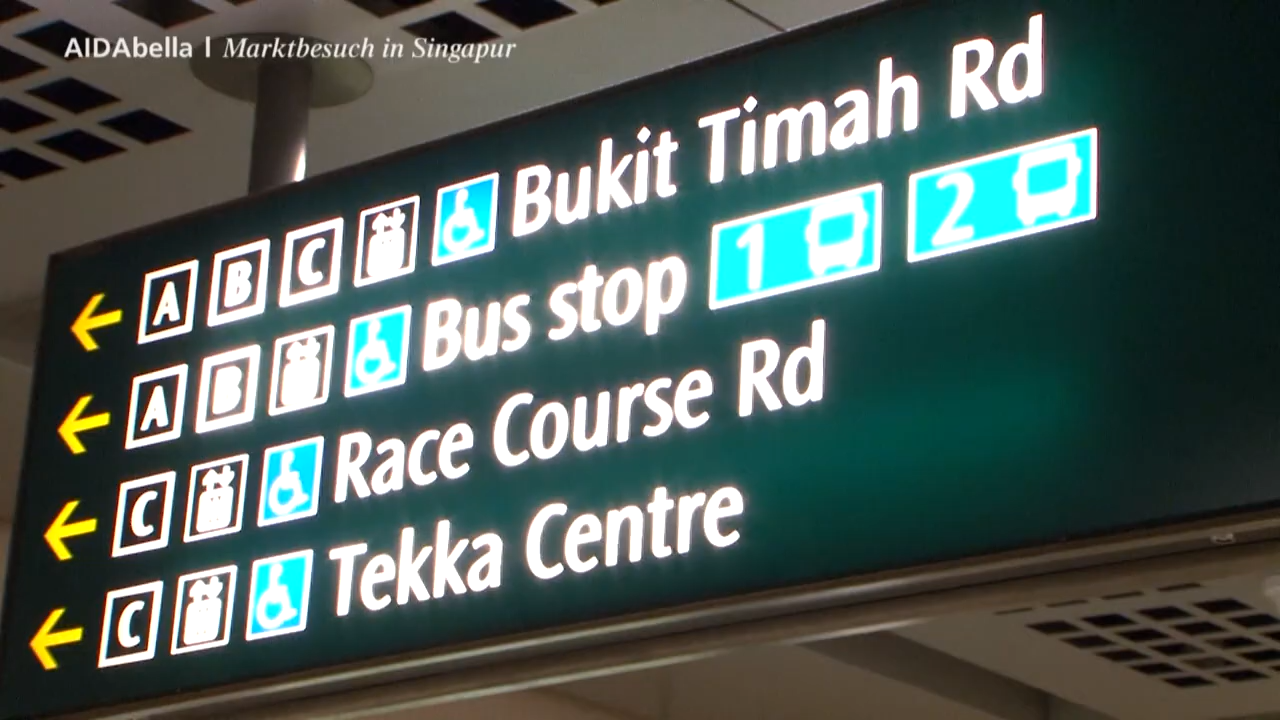 AIDAbella | Marktbesuch in Singapur
A B C Bukit Timah Rd
A B Bus stop 1 2
C Race Course Rd
C Tekka Centre